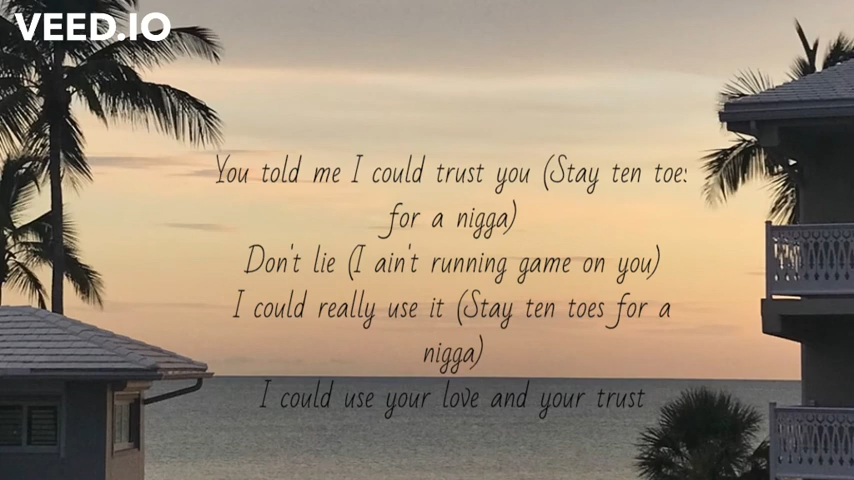 VEED.IO
You told me I could trust you (Stay ten toes
for a nigga)
Don't lie (I ain't running game on you)
I could really use it (Stay ten toes for a
nigga)
I could use your love and your trust